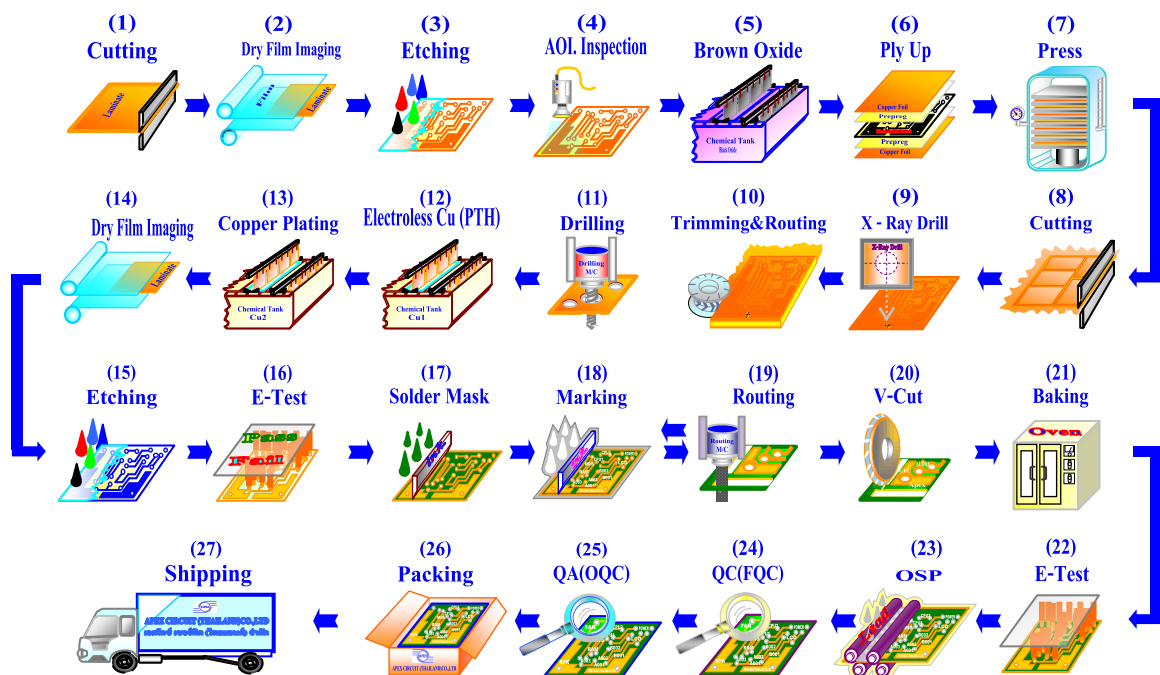 (1)
Cutting
Laminate
(2)
Dry Film Imaging
Film
Laminate
(3)
Etching
(4)
AOI. Inspection
(5)
Brown Oxide
Chemical Tank
Black Oxide
(6)
Ply Up
Copper Foil
Prepreg
Prepreg
Copper Foil
(7)
Press
(14)
Dry Film Imaging
Laminate
(13)
Copper Plating
Chemical Tank
Cu2
(12)
Electroless Cu (PTH)
Chemical Tank
Cu1
(11)
Drilling
Drilling
M/C
(10)
Trimming&Routing
(9)
X - Ray Drill
X-Ray Drill
(8)
Cutting
(15)
Etching
(16)
E-Test
Pass
Fail
(17)
Solder Mask
(18)
Marking
(19)
Routing
Routing
M/C
(20)
V-Cut
Apex
(21)
Baking
Oven
(27)
Shipping
APEX CIRCUIT (THAILAND)CO.,LTD
(26)
Packing
APEX CIRCUIT (THAILAND)CO.,LTD
(25)
QA(OQC)
(24)
QC(FQC)
(23)
OSP
(22)
E-Test